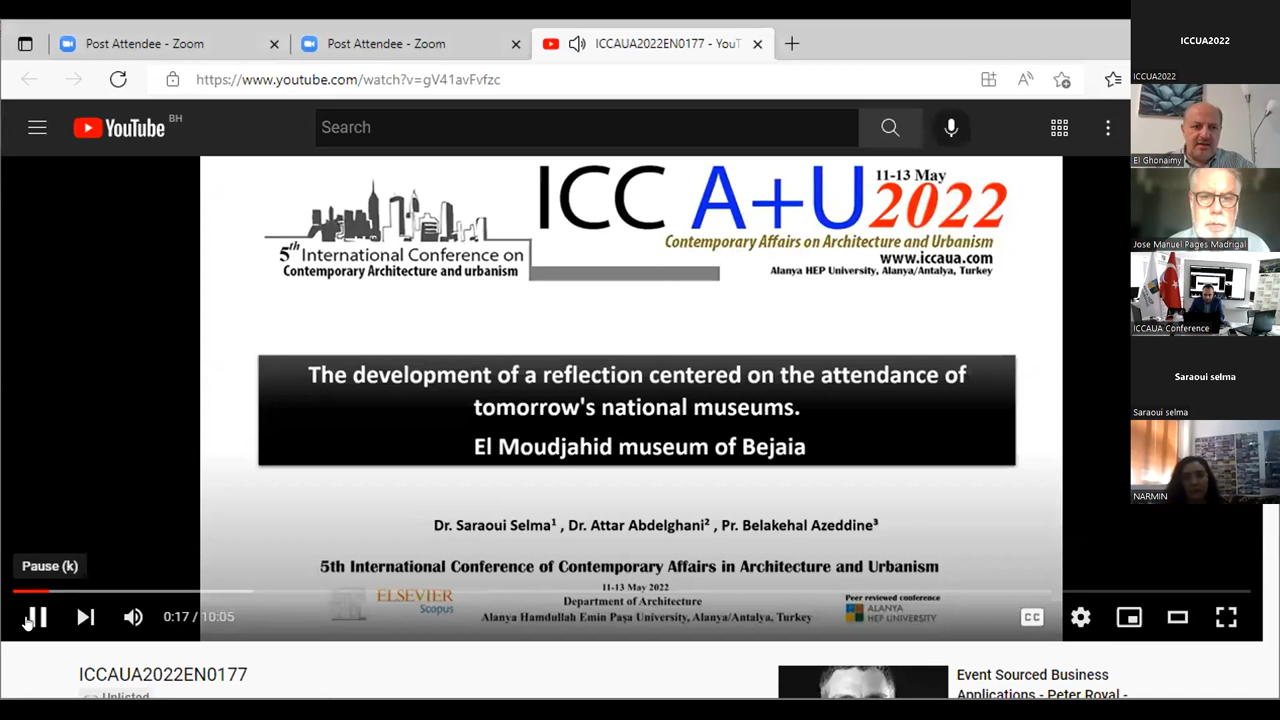 Post Attendee - Zoom
Post Attendee - Zoom
ICCAUA2022EN0177 - YouT
https://www.youtube.com/watch?v=gV41avFvfzc
YouTube BH
Search
ICC A+U 11-13 May 2022
5th International Conference on
Contemporary Architecture and urbanism
Contemporary Affairs on Architecture and Urbanism
www.iccaua.com
Alanya HEP University, Alanya/Antalya, Turkey
The development of a reflection centered on the attendance of
tomorrow's national museums.
El Moudjahid museum of Bejaia
Dr. Saraoui Selma¹ , Dr. Attar Abdelghani² , Pr. Belakehal Azeddine³
5th International Conference of Contemporary Affairs in Architecture and Urbanism
11-13 May 2022
Department of Architecture
Alanya Hamdullah Emin Paşa University, Alanya/Antalya, Turkey
ELSEVIER
Scopus
Peer reviewed conference
ALANYA
HEP UNIVERSITY
Pause (k)
0:17 / 10:05
CC
ICCAUA2022EN0177
Unlisted
Event Sourced Business
Applications - Peter Royal -
ICCUA2022
ICCUA2022
El Ghonaimy
Jose Manuel Pages Madrigal
ICCAUA Conference
Saraoui selma
Saraoui selma
NARMIN